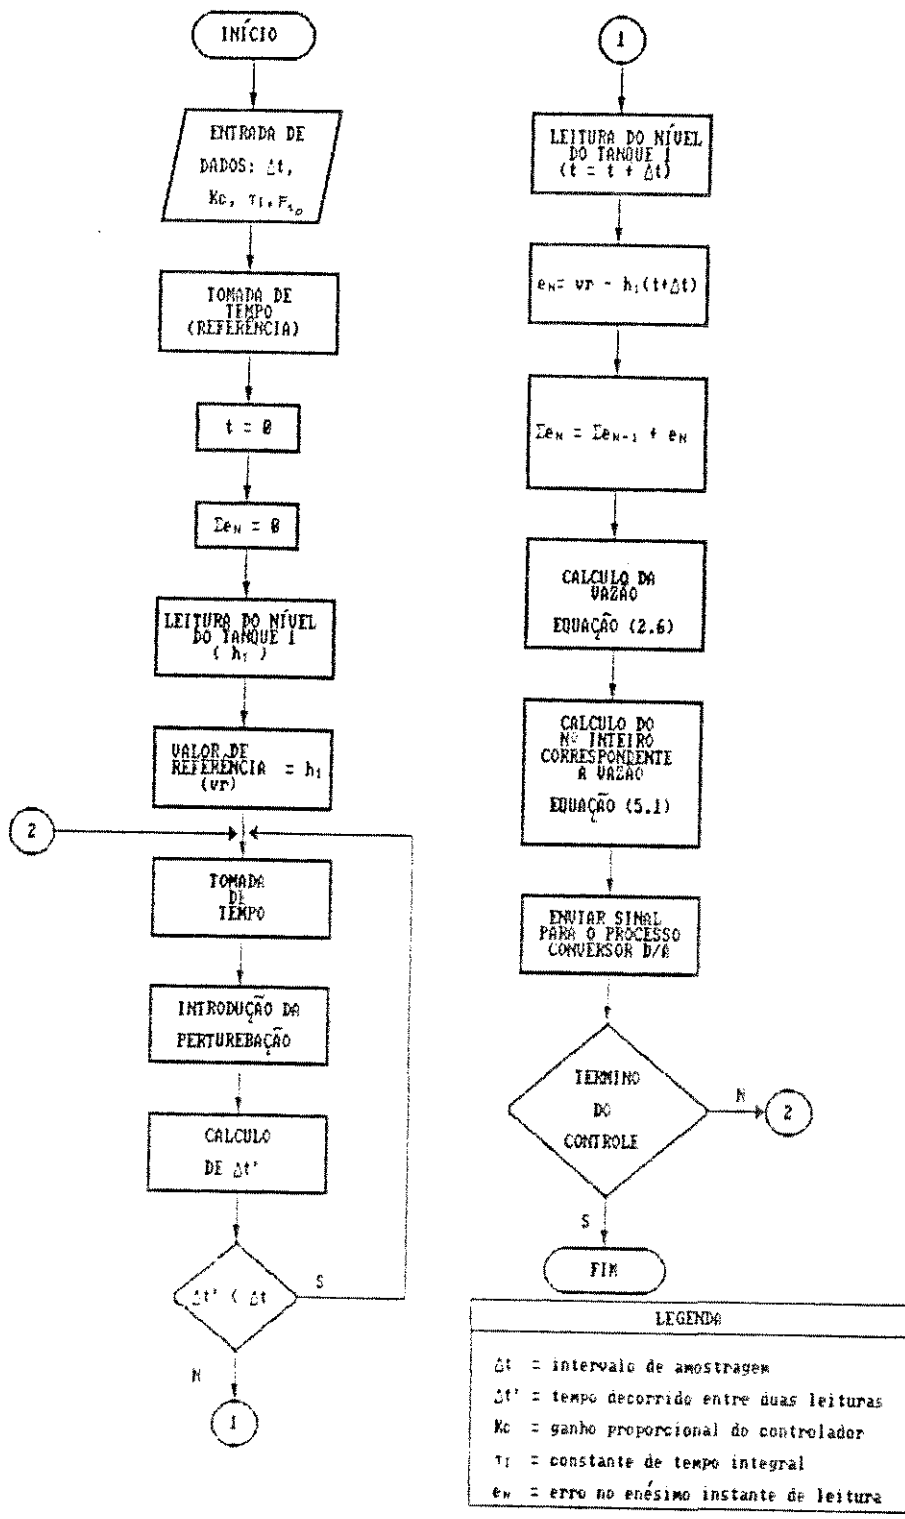 INÍCIO
ENTRADA DE
DADOS: Δt,
Kc, τI, Fi₀
TOMADA DE
TEMPO
(REFERÊNCIA)
t = 0
ΣeN = 0
LEITURA DO NÍVEL
DO TANQUE 1
( h₁ )
VALOR DE
REFERÊNCIA = h₁
(vr)
2
TOMADA
DE
TEMPO
INTRODUÇÃO DA
PERTUREBAÇÃO
CALCULO
DE Δt'
Δt' < Δt
S
N
1
1
LEITURA DO NÍVEL
DO TANQUE 1
(t = t + Δt)
eN= vr - h₁(t+Δt)
ΣeN = ΣeN-1 + eN
CALCULO DA
VAZÃO
EQUAÇÃO (2.6)
CALCULO DO
Nº INTEIRO
CORRESPONDENTE
A VAZÃO
EQUAÇÃO (5.1)
ENVIAR SINAL
PARA O PROCESSO
CONVERSOR D/A
TERMINO
DO
CONTROLE
N
2
S
FIM
LEGENDA
Δt = intervalo de amostragem
Δt' = tempo decorrido entre duas leituras
Kc = ganho proporcional do controlador
τI = constante de tempo integral
eN = erro no enésimo instante de leitura